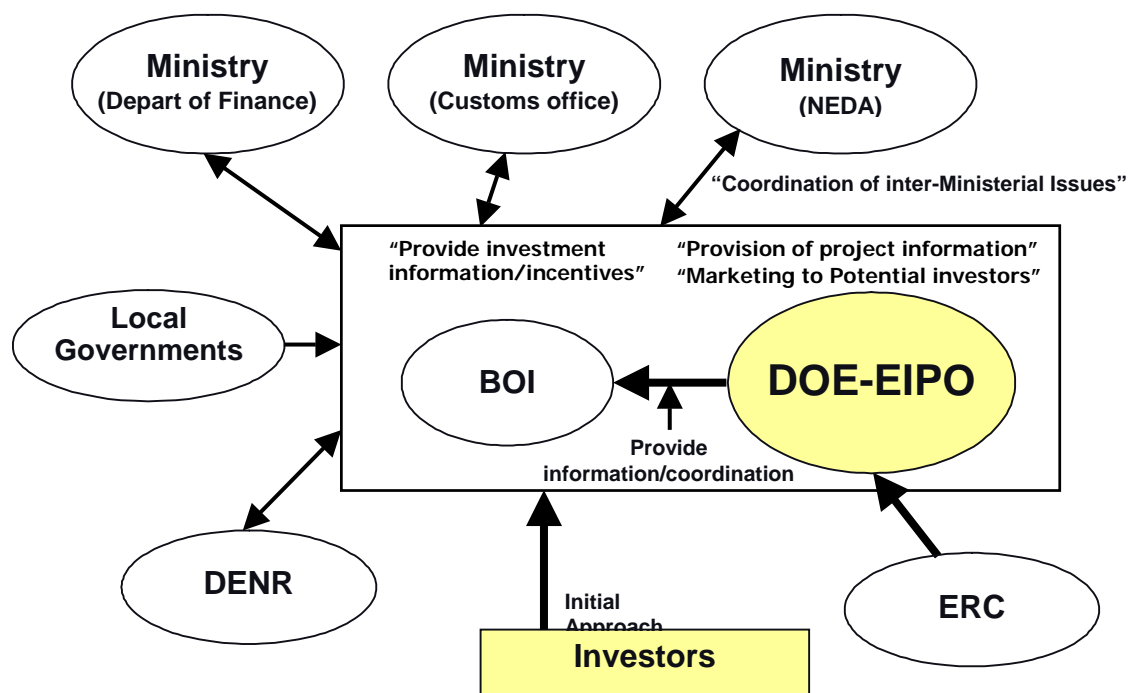 Ministry
(Depart of Finance)
Ministry
(Customs office)
Ministry
(NEDA)
“Coordination of inter-Ministerial Issues”
“Provide investment
information/incentives”
“Provision of project information”
“Marketing to Potential investors”
Local
Governments
BOI
DOE-EIPO
Provide
information/coordination
DENR
ERC
Initial
Approach
Investors